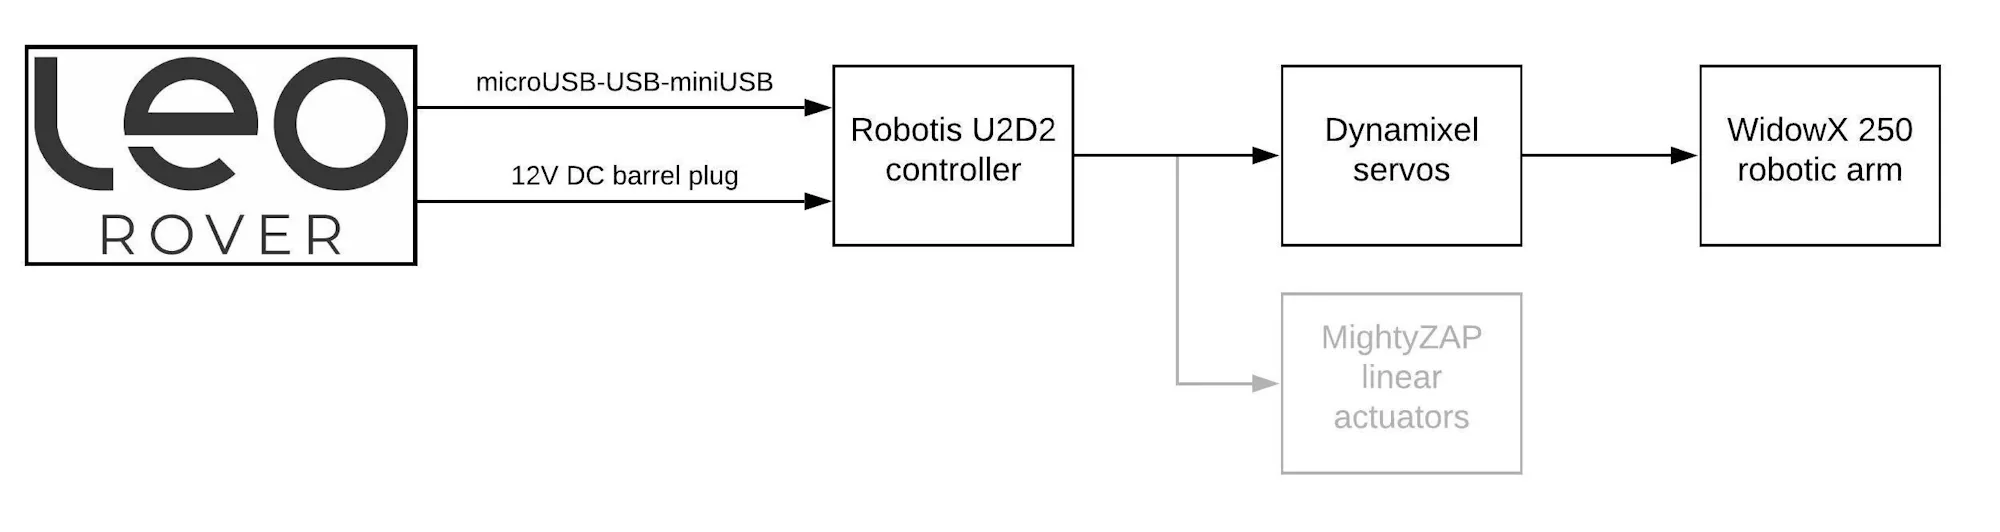 leo
ROVER
microUSB-USB-miniUSB
12V DC barrel plug
Robotis U2D2
controller
Dynamixel
servos
WidowX 250
robotic arm
MightyZAP
linear
actuators